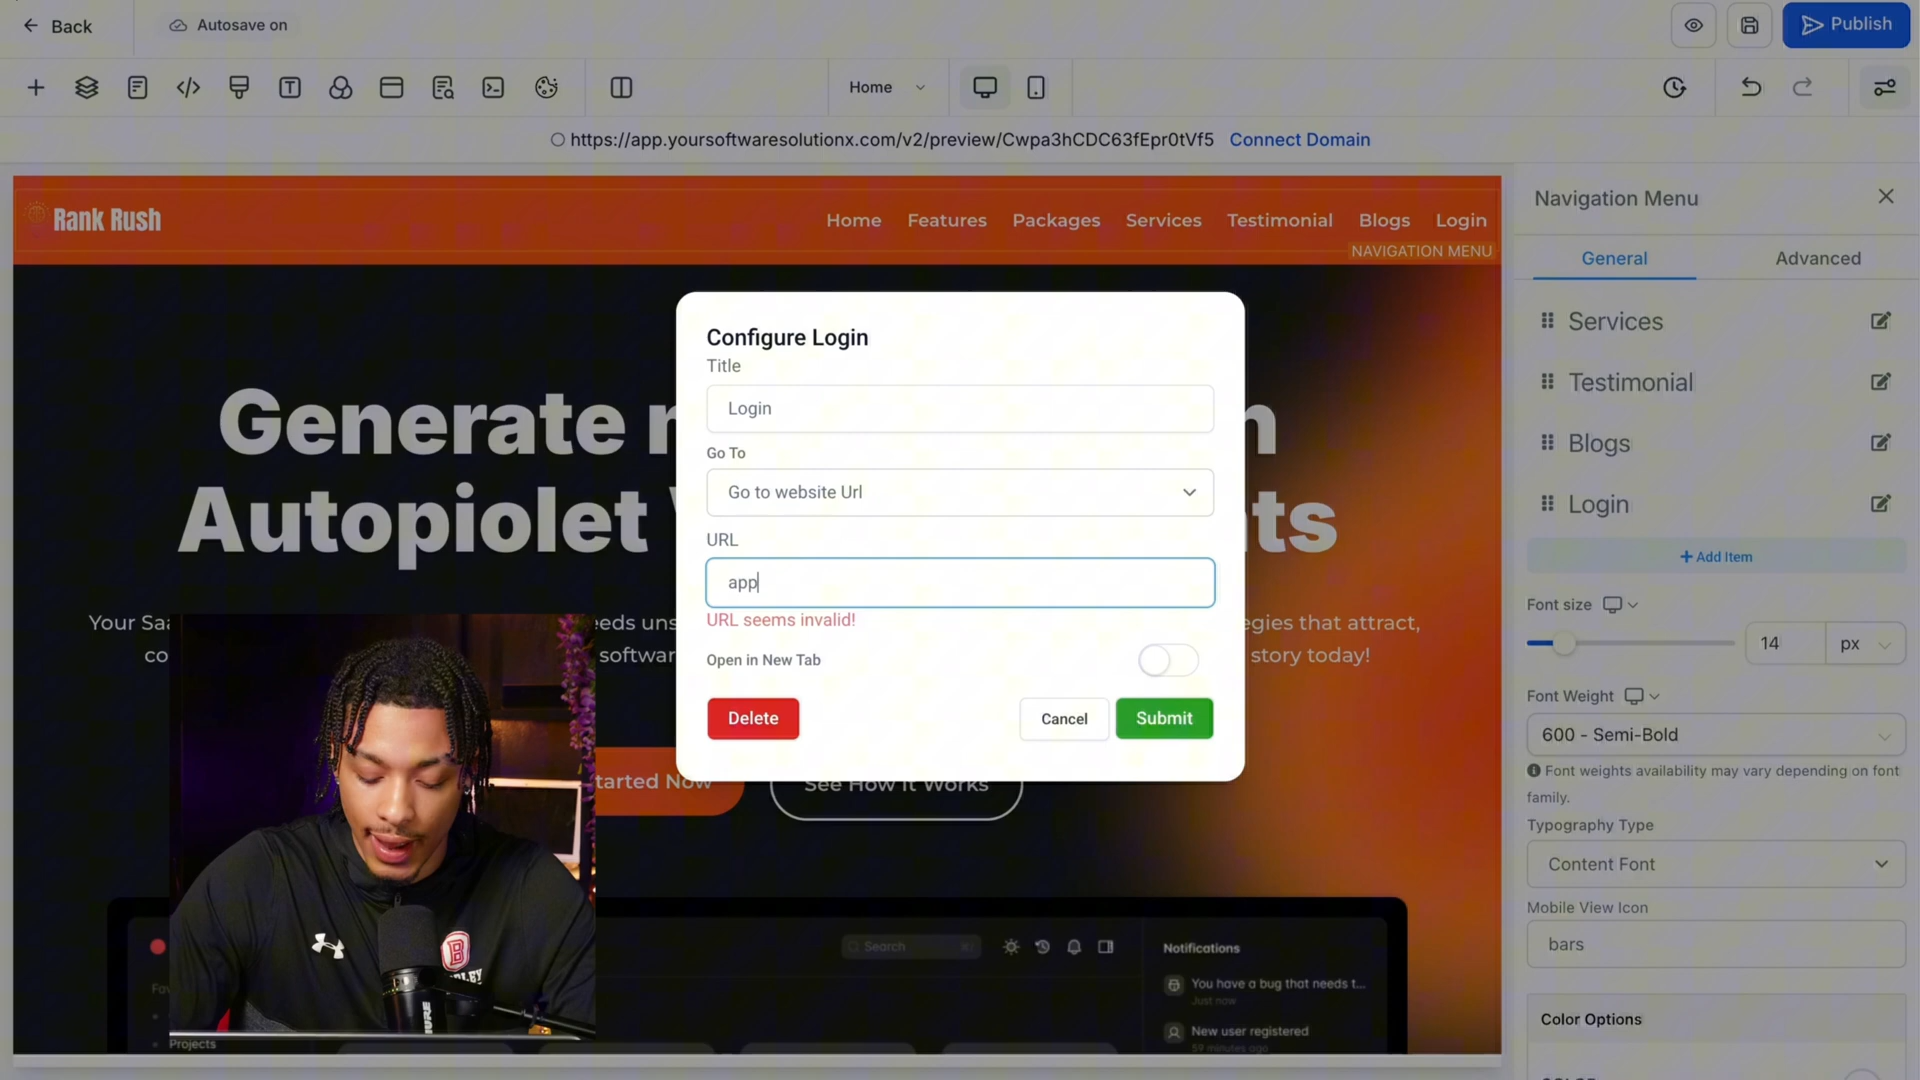 Back
Autosave on
Publish
Home
https://app.yoursoftwaresolutionx.com/v2/preview/Cwpa3hCDC63fEpr0tVf5 Connect Domain
Rank Rush
Home Features Packages Services Testimonial Blogs Login
NAVIGATION MENU
Generate
Autopiolet
ts
Your Saa
eds uns
egies that attract,
co
softwar
story today!
tarted Now
See How It Works
Search
Notifications
You have a bug that needs t...
Just now
New user registered
59 minutes ago
Projects
Configure Login
Title
Login
Go To
Go to website Url
URL
app
URL seems invalid!
Open in New Tab
Delete
Cancel
Submit
Navigation Menu
General
Advanced
Services
Testimonial
Blogs
Login
+ Add Item
Font size
14
px
Font Weight
600 - Semi-Bold
Font weights availability may vary depending on font
family.
Typography Type
Content Font
Mobile View Icon
bars
Color Options